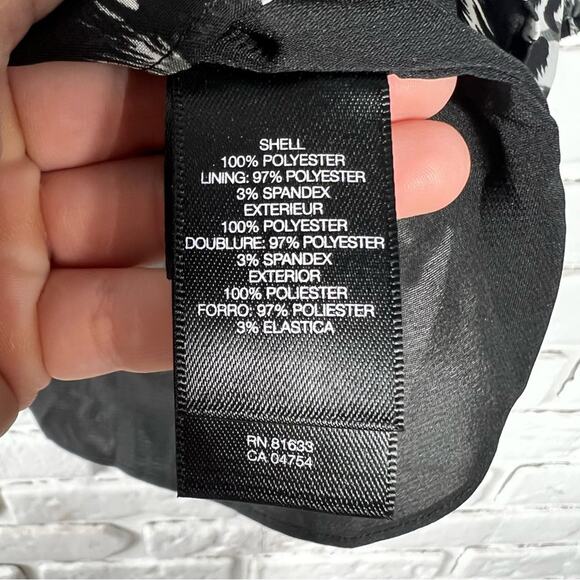 SHELL
100% POLYESTER
LINING: 97% POLYESTER
3% SPANDEX
EXTERIEUR
100% POLYESTER
DOUBLURE: 97% POLYESTER
3% SPANDEX
EXTERIOR
100% POLIESTER
FORRO: 97% POLIESTER
3% ELASTICA
RN 81633
CA 04754